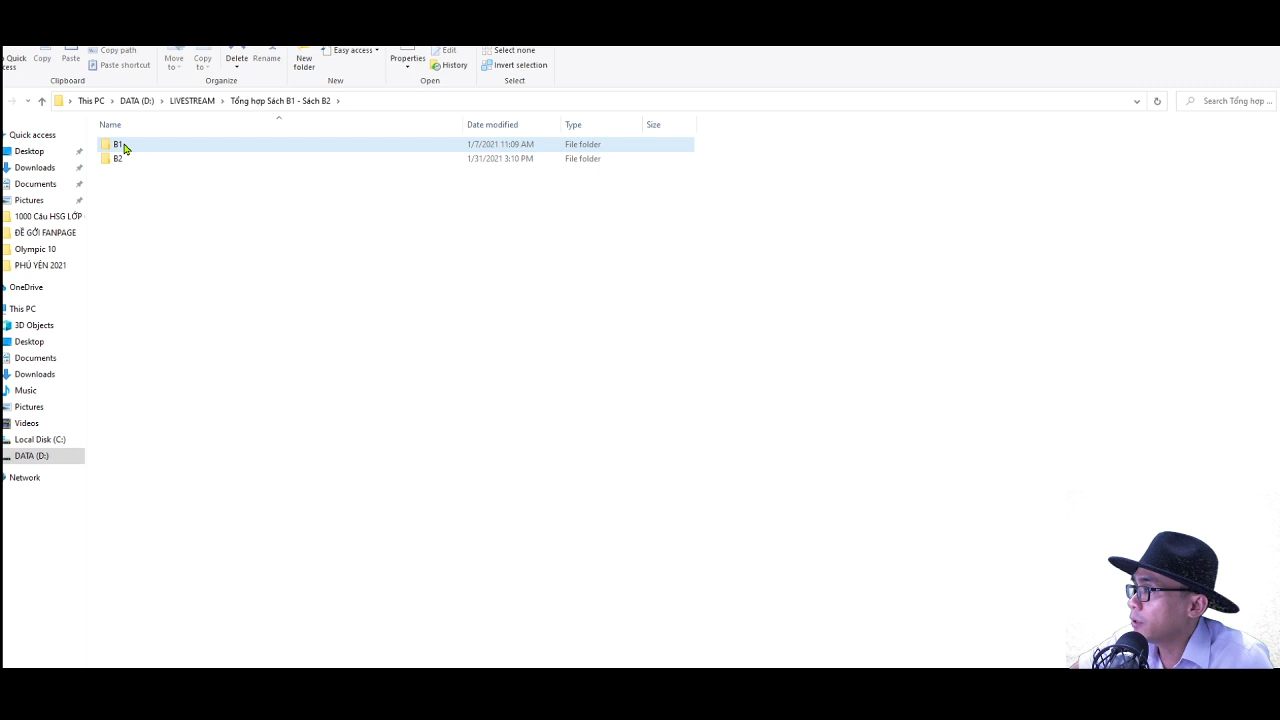 Copy path
Edit
Select none
Easy access
Quick
Copy
Paste
Move
Copy
Delete
Rename
New
Properties
access
Paste shortcut
to
to
folder
History
Invert selection
Clipboard
Organize
New
Open
Select
This PC
DATA (D:)
LIVESTREAM
Tổng hợp Sách B1 - Sách B2
Search Tổng hợp ...
Name
Date modified
Type
Size
B1
1/7/2021 11:09 AM
File folder
B2
1/31/2021 3:10 PM
File folder
Quick access
Desktop
Downloads
Documents
Pictures
1000 Câu HSG LỚP
ĐỀ GỞI FANPAGE
Olympic 10
PHÚ YÊN 2021
OneDrive
This PC
3D Objects
Desktop
Documents
Downloads
Music
Pictures
Videos
Local Disk (C:)
DATA (D:)
Network